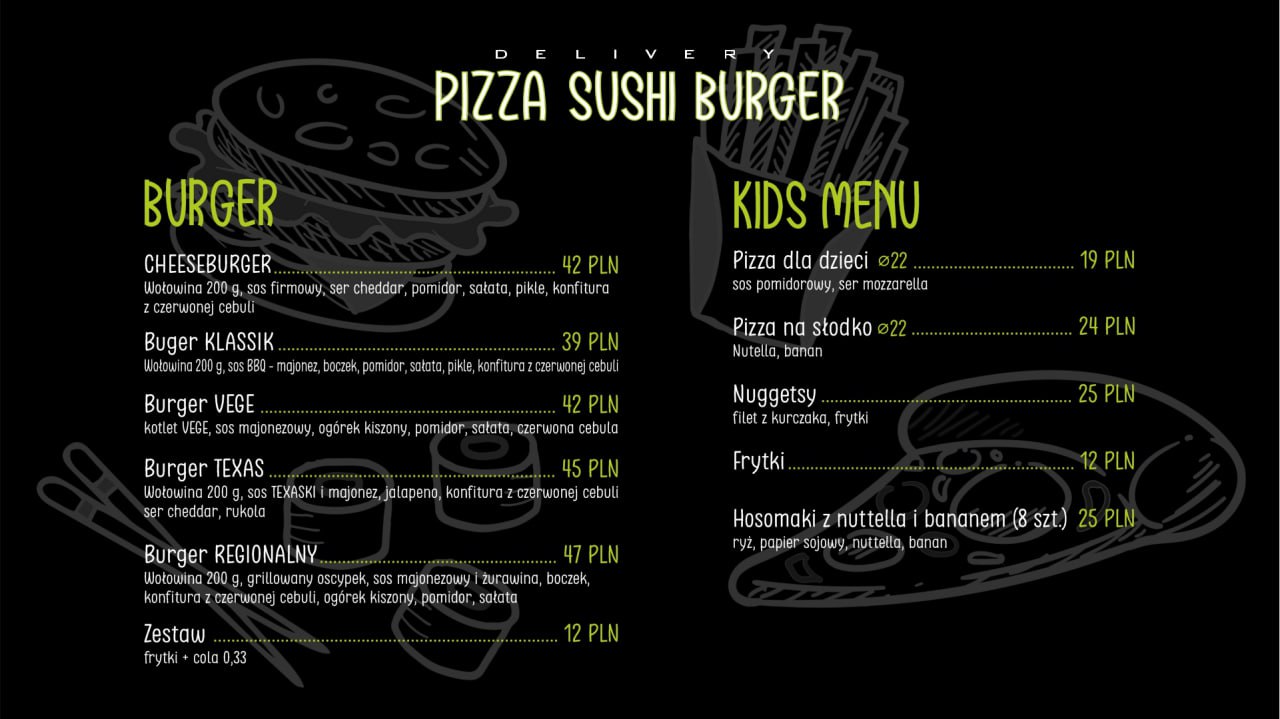 DELIVERY
PIZZA SUSHI BURGER
BURGER
CHEESEBURGER 42 PLN
Wołowina 200 g, sos firmowy, ser cheddar, pomidor, sałata, pikle, konfitura
z czerwonej cebuli
Buger KLASSIK 39 PLN
Wołowina 200 g, sos BBQ - majonez, boczek, pomidor, sałata, pikle, konfitura z czerwonej cebuli
Burger VEGE 42 PLN
kotlet VEGE, sos majonezowy, ogórek kiszony, pomidor, sałata, czerwona cebula
Burger TEXAS 45 PLN
Wołowina 200 g, sos TEXASKI i majonez, jalapeno, konfitura z czerwonej cebuli
ser cheddar, rukola
Burger REGIONALNY 47 PLN
Wołowina 200 g, grillowany oscypek, sos majonezowy i żurawina, boczek,
konfitura z czerwonej cebuli, ogórek kiszony, pomidor, sałata
Zestaw 12 PLN
frytki + cola 0,33
KIDS MENU
Pizza dla dzieci ⌀22 19 PLN
sos pomidorowy, ser mozzarella
Pizza na słodko ⌀22 24 PLN
Nutella, banan
Nuggetsy 25 PLN
filet z kurczaka, frytki
Frytki 12 PLN
Hosomaki z nuttella i bananem (8 szt.) 25 PLN
ryż, papier sojowy, nuttella, banan